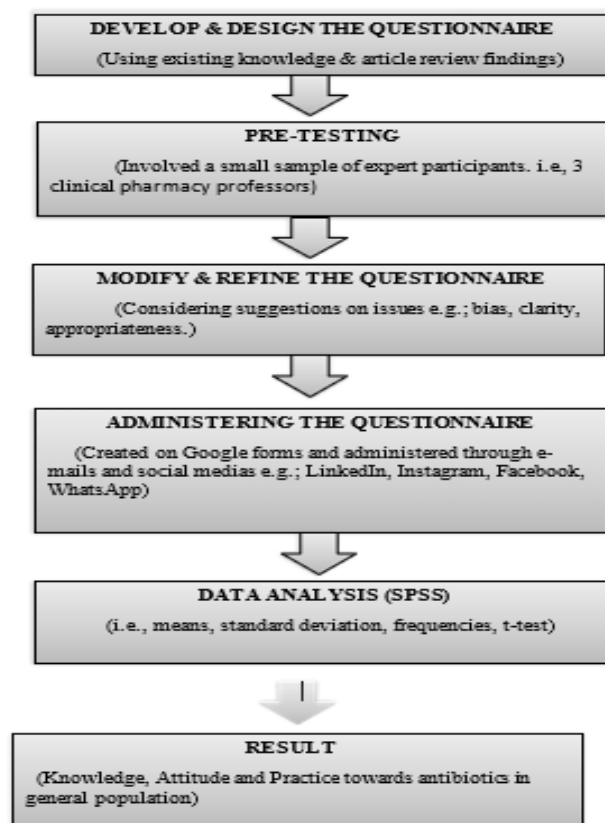 DEVELOP & DESIGN THE QUESTIONNAIRE
(Using existing knowledge & article review findings)
PRE-TESTING
(Involved a small sample of expert participants. i.e, 3
clinical pharmacy professors)
MODIFY & REFINE THE QUESTIONNAIRE
(Considering suggestions on issues e.g.; bias, clarity,
appropriateness.)
ADMINISTERING THE QUESTIONNAIRE
(Created on Google forms and administered through e-
mails and social medias e.g.; LinkedIn, Instagram, Facebook,
WhatsApp)
DATA ANALYSIS (SPSS)
(i.e., means, standard deviation, frequencies, t-test)
RESULT
(Knowledge, Attitude and Practice towards antibiotics in
general population)